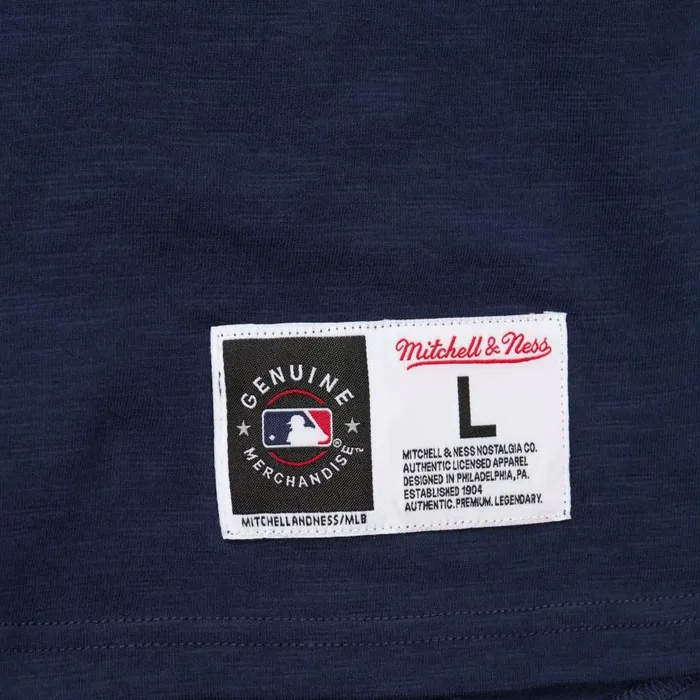 GENUINE
MERCHANDISE™
®
MITCHELLANDNESS/MLB
Mitchell & Ness
L
MITCHELL & NESS NOSTALGIA CO.
AUTHENTIC LICENSED APPAREL
DESIGNED IN PHILADELPHIA, PA.
ESTABLISHED 1904
AUTHENTIC. PREMIUM. LEGENDARY.